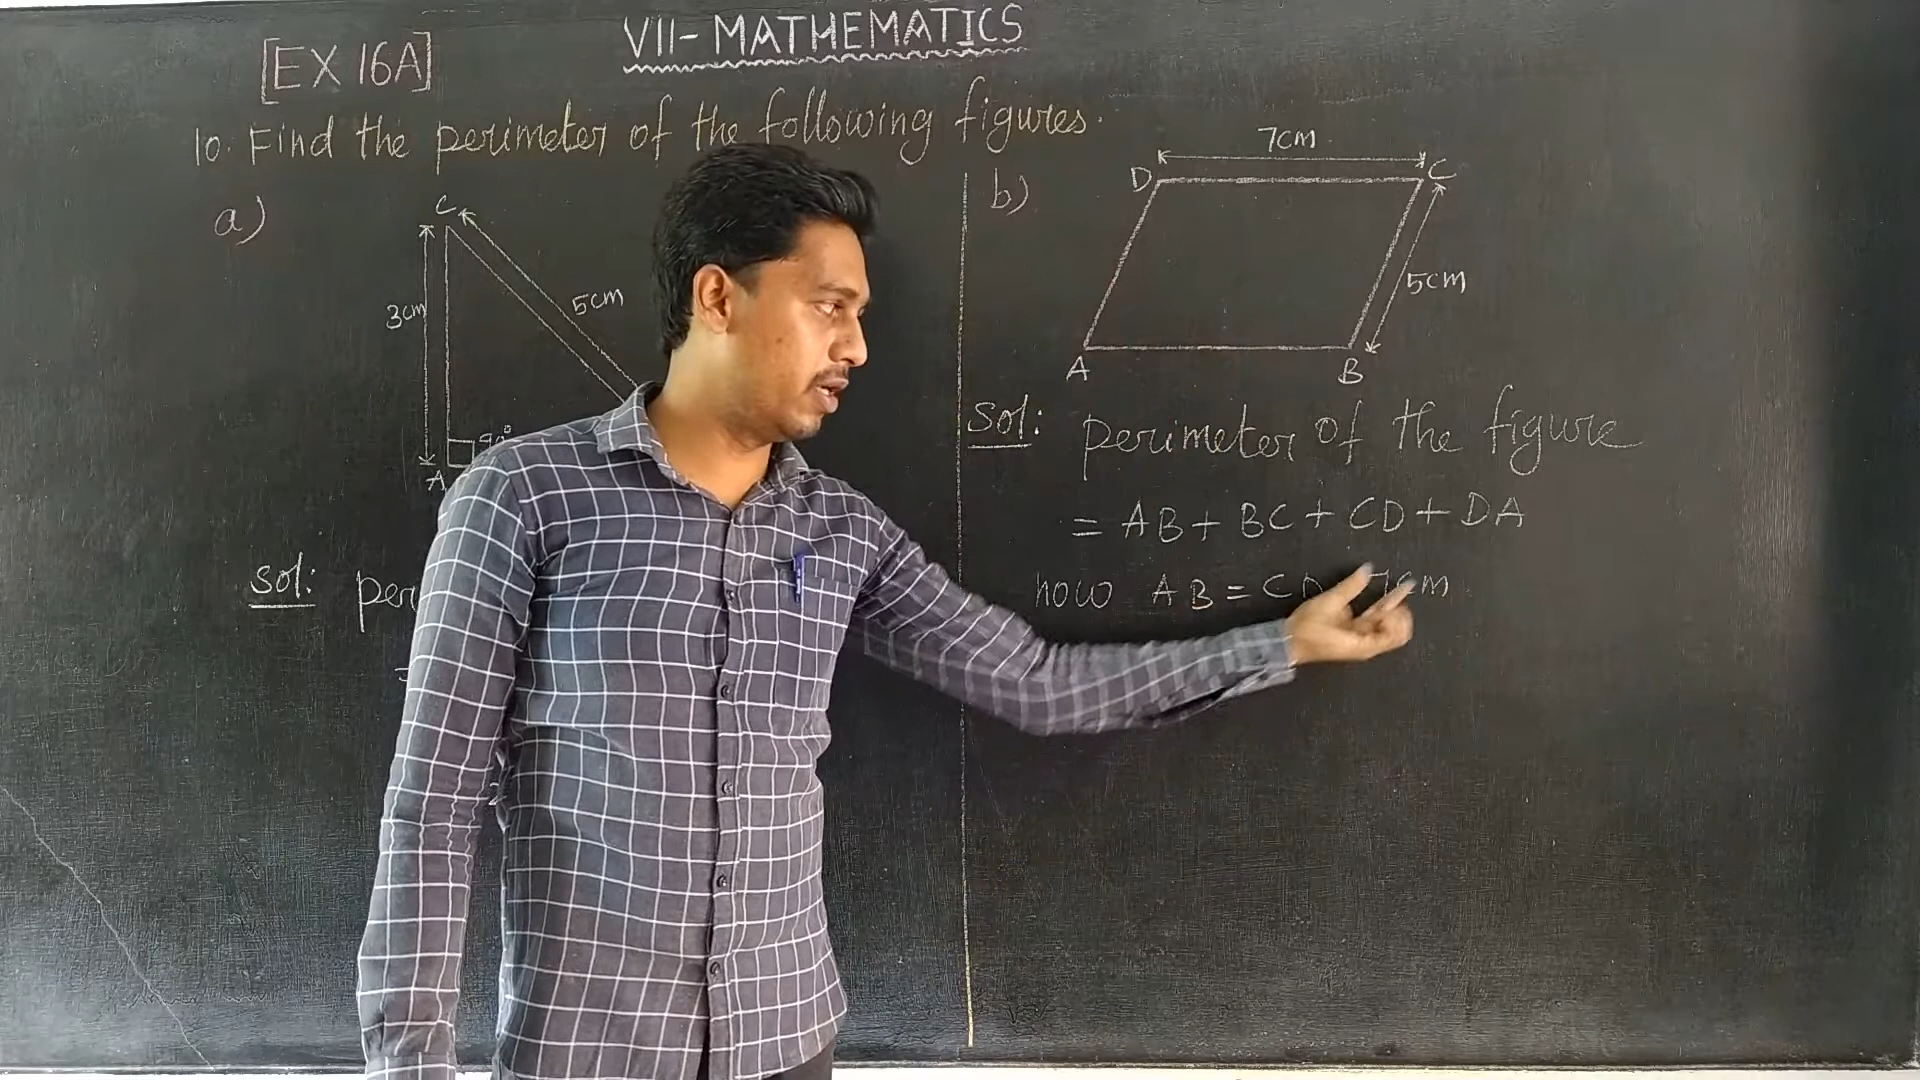 VII- MATHEMATICS
[EX 16A]
10. Find the perimeter of the following figures.
a)
C
3cm
5cm
90°
A
sol:
b)
7cm
D
C
5cm
A
B
Sol: perimeter of the figure
= AB + BC + CD + DA
now AB = CD 7cm